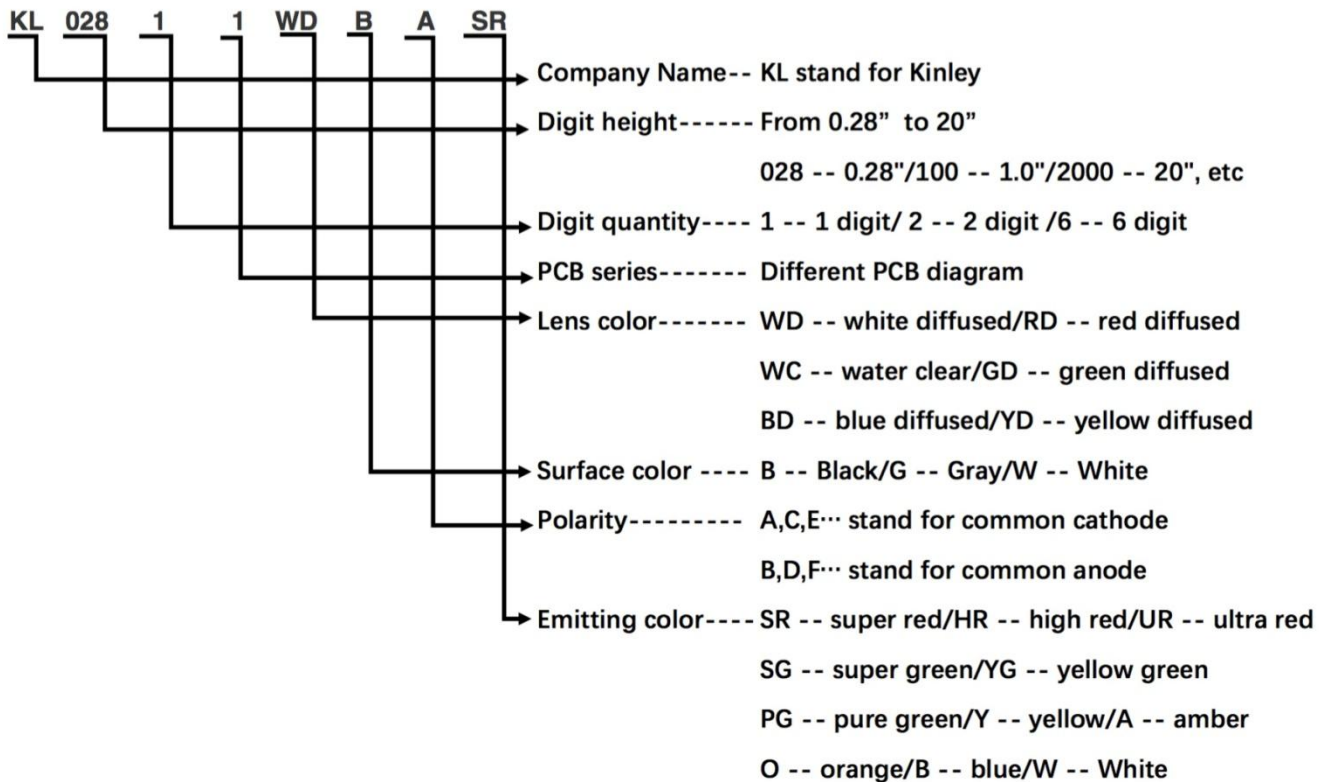 KL 028 1 1 WD B A SR
Company Name-- KL stand for Kinley
Digit height------ From 0.28” to 20”
028 -- 0.28"/100 -- 1.0"/2000 -- 20", etc
Digit quantity---- 1 -- 1 digit/ 2 -- 2 digit /6 -- 6 digit
PCB series------- Different PCB diagram
Lens color------- WD -- white diffused/RD -- red diffused
WC -- water clear/GD -- green diffused
BD -- blue diffused/YD -- yellow diffused
Surface color ---- B -- Black/G -- Gray/W -- White
Polarity--------- A,C,E··· stand for common cathode
B,D,F··· stand for common anode
Emitting color---- SR -- super red/HR -- high red/UR -- ultra red
SG -- super green/YG -- yellow green
PG -- pure green/Y -- yellow/A -- amber
O -- orange/B -- blue/W -- White